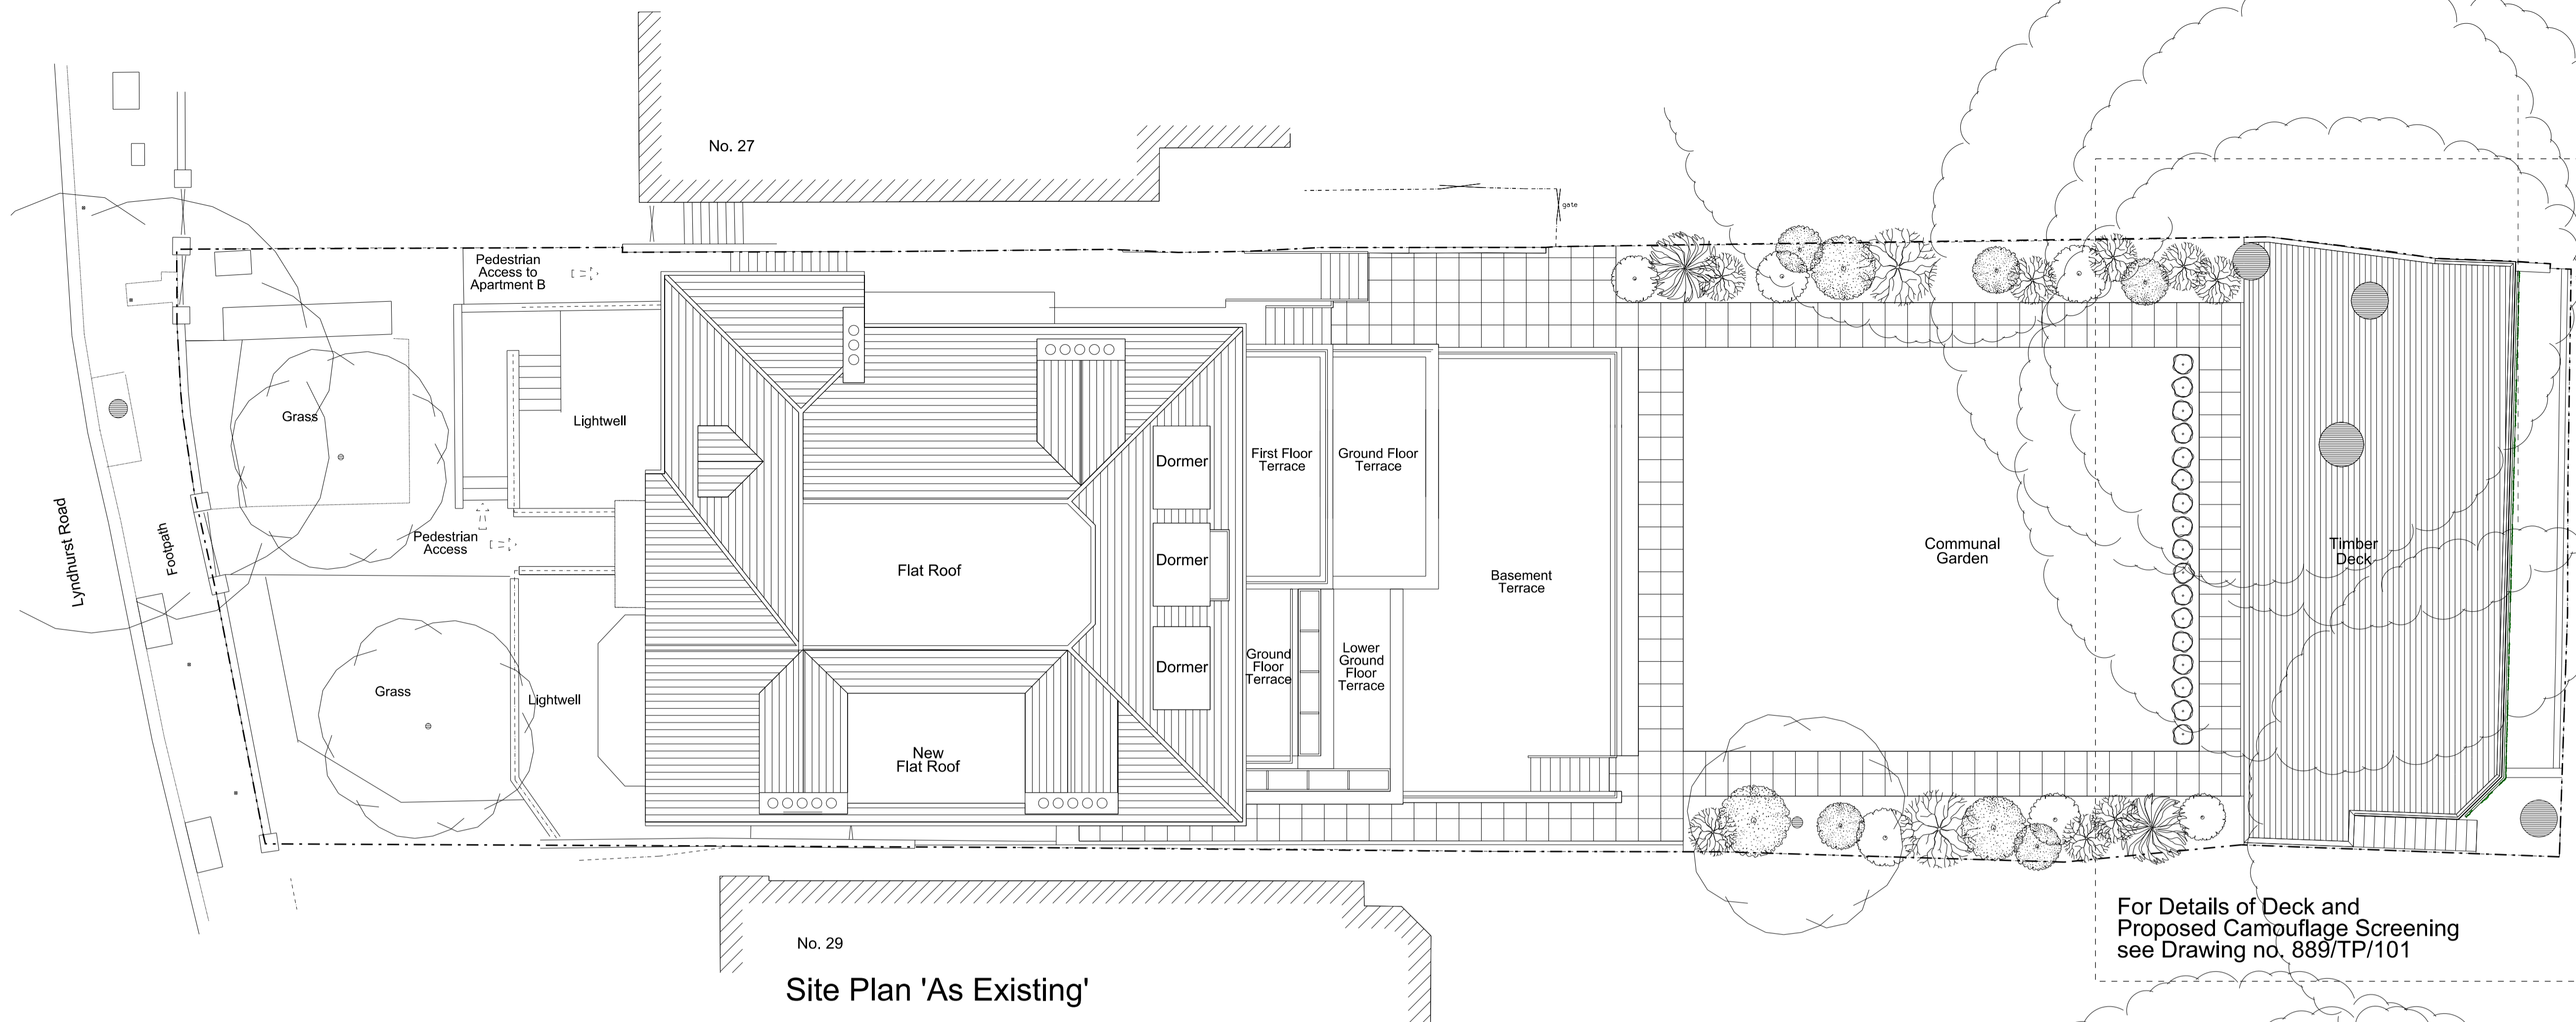 No. 27
gate
Pedestrian
Access to
Apartment B
Grass
Lightwell
Lyndhurst Road
Footpath
Pedestrian
Access
Grass
Lightwell
Flat Roof
New
Flat Roof
Dormer
Dormer
Dormer
First Floor
Terrace
Ground Floor
Terrace
Ground
Floor
Terrace
Lower
Ground
Floor
Terrace
Basement
Terrace
Communal
Garden
Timber
Deck
No. 29
Site Plan 'As Existing'
For Details of Deck and
Proposed Camouflage Screening
see Drawing no. 889/TP/101